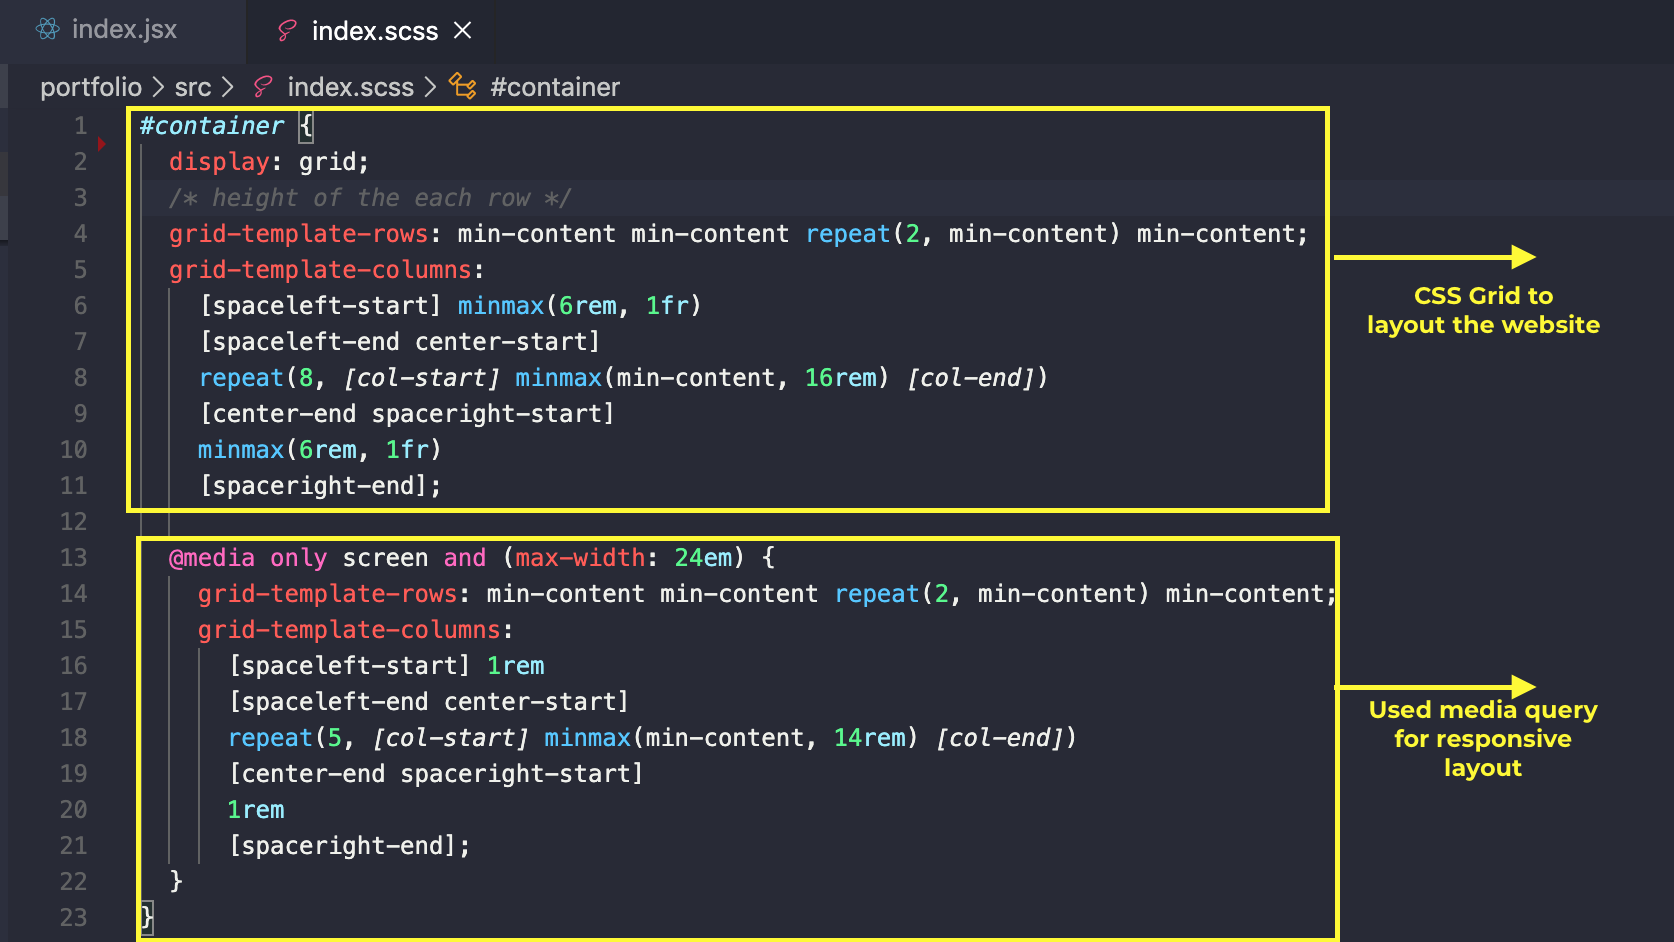 index.jsx
index.scss
portfolio > src > index.scss > #container
1 #container {
2 display: grid;
3 /* height of the each row */
4 grid-template-rows: min-content min-content repeat(2, min-content) min-content;
5 grid-template-columns:
6 [spaceleft-start] minmax(6rem, 1fr)
7 [spaceleft-end center-start]
8 repeat(8, [col-start] minmax(min-content, 16rem) [col-end])
9 [center-end spaceright-start]
10 minmax(6rem, 1fr)
11 [spaceright-end];
12
13 @media only screen and (max-width: 24em) {
14 grid-template-rows: min-content min-content repeat(2, min-content) min-content;
15 grid-template-columns:
16 [spaceleft-start] 1rem
17 [spaceleft-end center-start]
18 repeat(5, [col-start] minmax(min-content, 14rem) [col-end])
19 [center-end spaceright-start]
20 1rem
21 [spaceright-end];
22 }
23 }
CSS Grid to
layout the website
Used media query
for responsive
layout